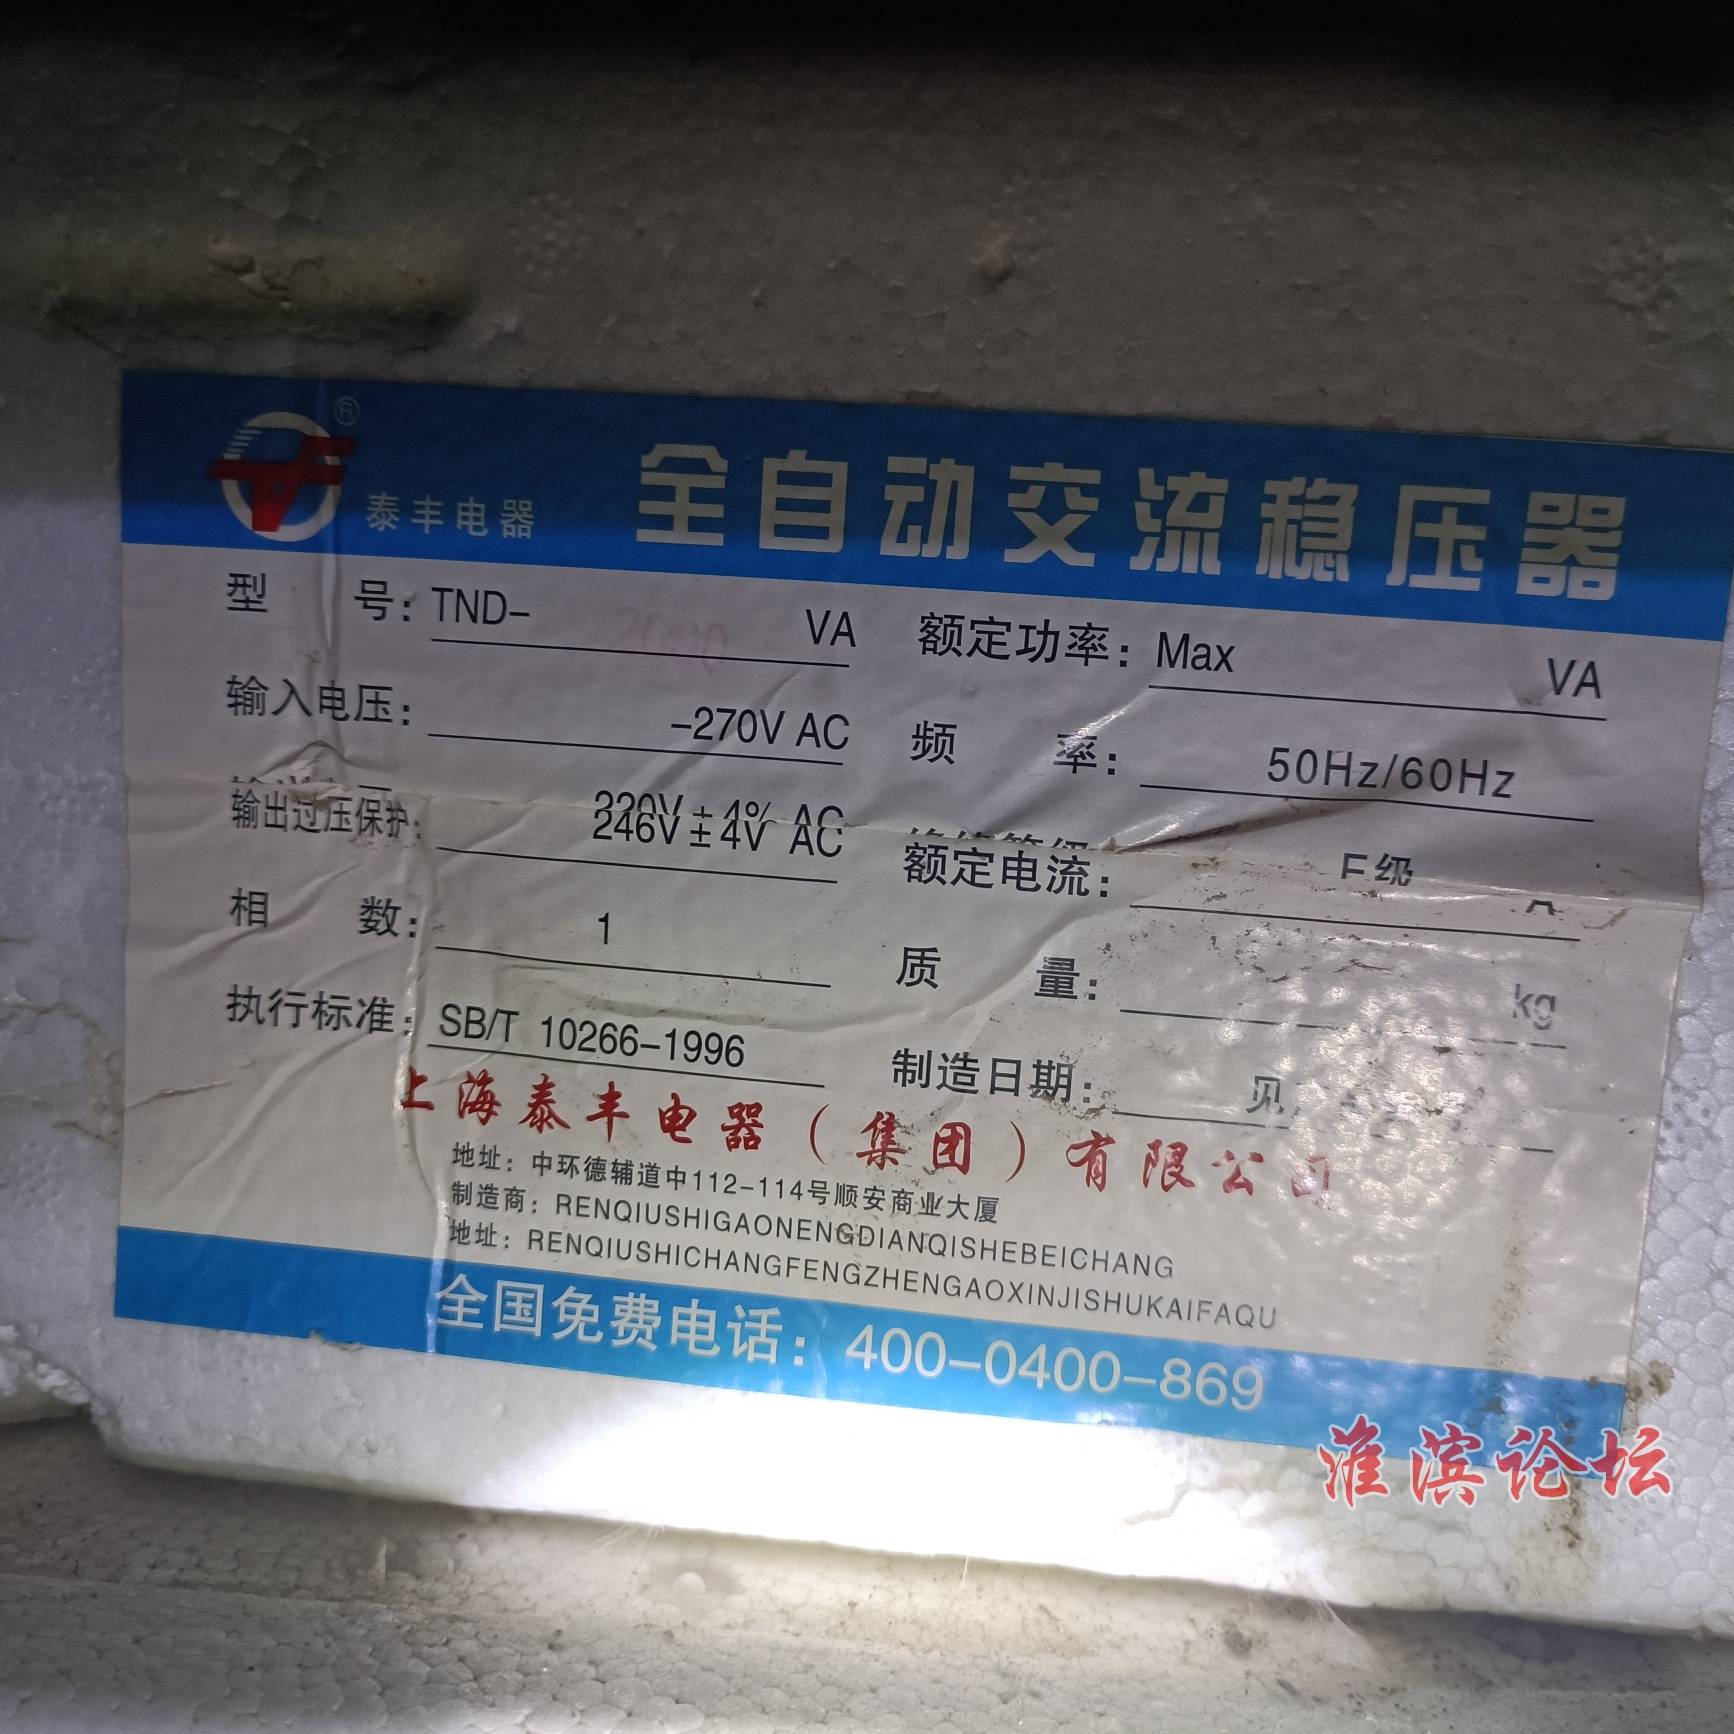 ®
泰丰电器
全自动交流稳压器
型 号: TND- VA 额定功率: Max VA
输入电压: -270V AC 频 率: 50Hz/60Hz
220V±4% AC 绝缘等级 E级
输出过压保护: 246V±4V AC 额定电流: A
相 数: 1 质 量: kg
执行标准: SB/T 10266-1996 制造日期: 见
上海泰丰电器(集团)有限公司
地址: 中环德辅道中112-114号顺安商业大厦
制造商: RENQIUSHIGAONENGDIANQISHEBEICHANG
地址: RENQIUSHICHANGFENGZHENGAOXINJISHUKAIFAQU
全国免费电话: 400-0400-869
淮滨论坛